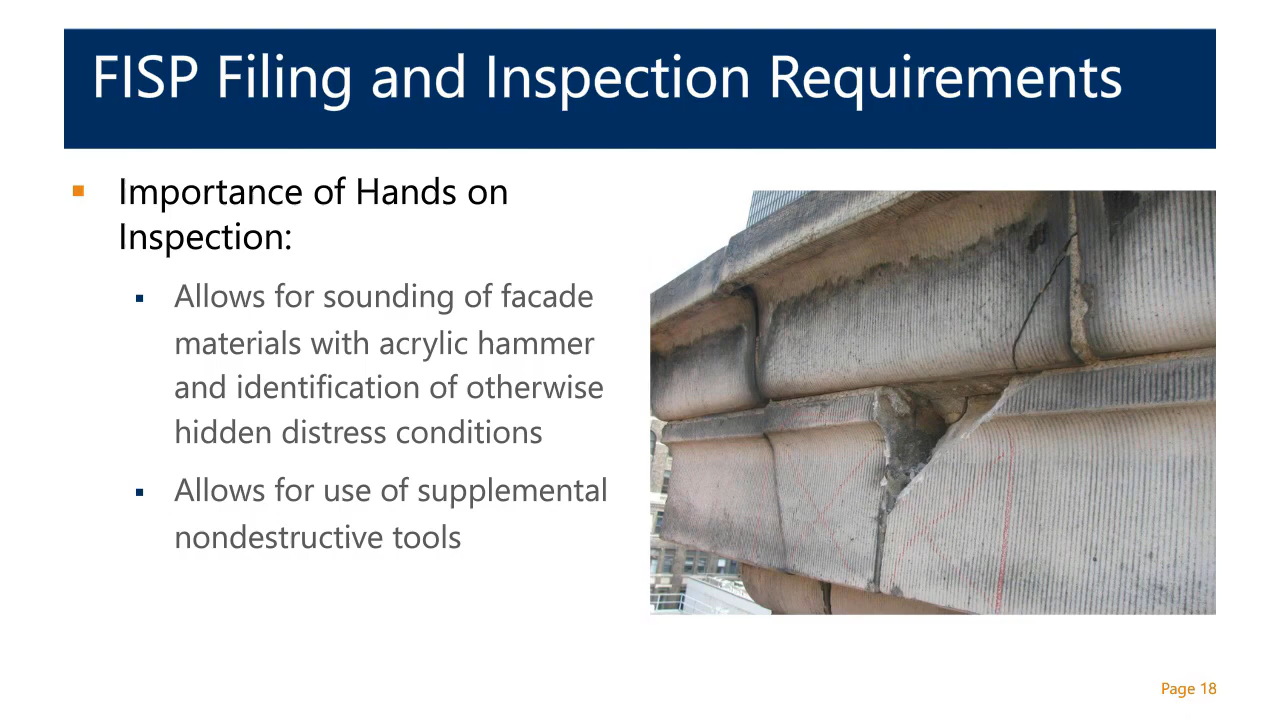 FISP Filing and Inspection Requirements
Importance of Hands on
Inspection:
Allows for sounding of facade
materials with acrylic hammer
and identification of otherwise
hidden distress conditions
Allows for use of supplemental
nondestructive tools
Page 18